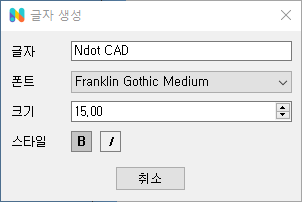 글자 생성
글자 Ndot CAD
폰트 Franklin Gothic Medium
크기 15,00
스타일 B I
취소